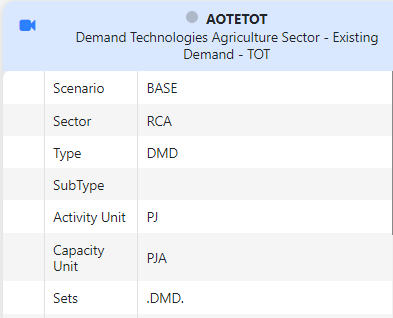 AOTETOT
Demand Technologies Agriculture Sector - Existing
Demand - TOT
Scenario BASE
Sector RCA
Type DMD
SubType
Activity Unit PJ
Capacity
Unit PJA
Sets .DMD.